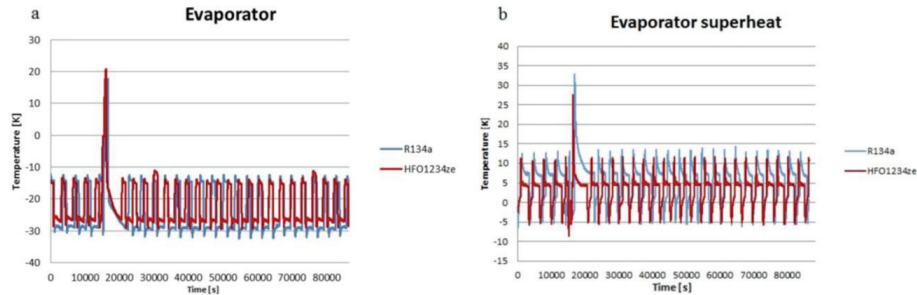 a
Evaporator
30
20
10
0
-10
-20
-30
-40
Temperature [K]
0 10000 20000 30000 40000 50000 60000 70000 80000
Time [s]
R134a
HFO1234ze
b
Evaporator superheat
40
35
30
25
20
15
10
5
0
-5
-10
-15
Temperature [K]
0 10000 20000 30000 40000 50000 60000 70000 80000
Time [s]
R134a
HFO1234ze